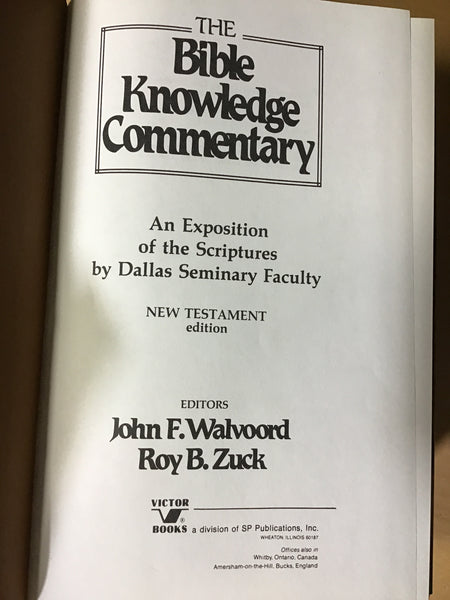 THE
Bible
Knowledge
Commentary
An Exposition
of the Scriptures
by Dallas Seminary Faculty
NEW TESTAMENT
edition
EDITORS
John F. Walvoord
Roy B. Zuck
VICTOR
BOOKS ® a division of SP Publications, Inc.
WHEATON, ILLINOIS 60187
Offices also in
Whitby, Ontario, Canada
Amersham-on-the-Hill, Bucks, England